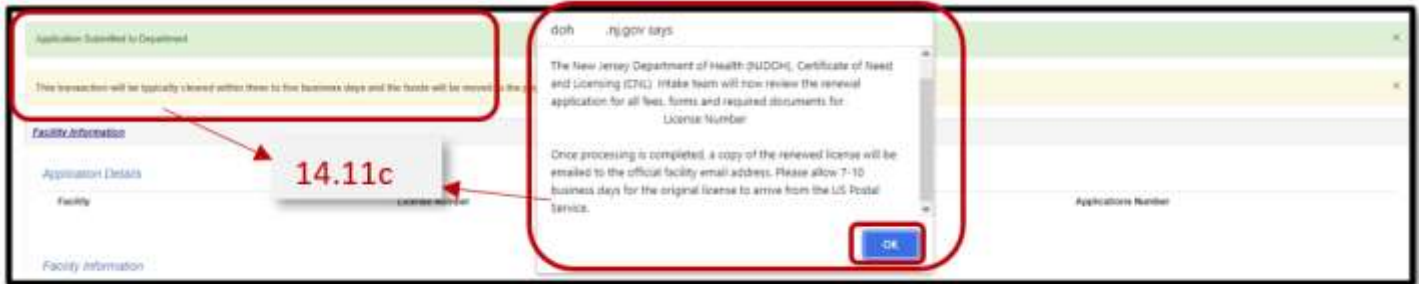 Application Submitted to Department
This transaction will be typically cleared within three to five business days and the funds will be moved to the
Facility Information
Application Details
Facility
License Number
Applications Number
Facility Information
14.11c
doh .nj.gov says
The New Jersey Department of Health (NJDOH), Certificate of Need
and Licensing (CNL) Intake team will now review the renewal
application for all fees, forms and required documents for
License Number
Once processing is completed, a copy of the renewed license will be
emailed to the official facility email address. Please allow 7-10
business days for the original license to arrive from the US Postal
Service.
OK